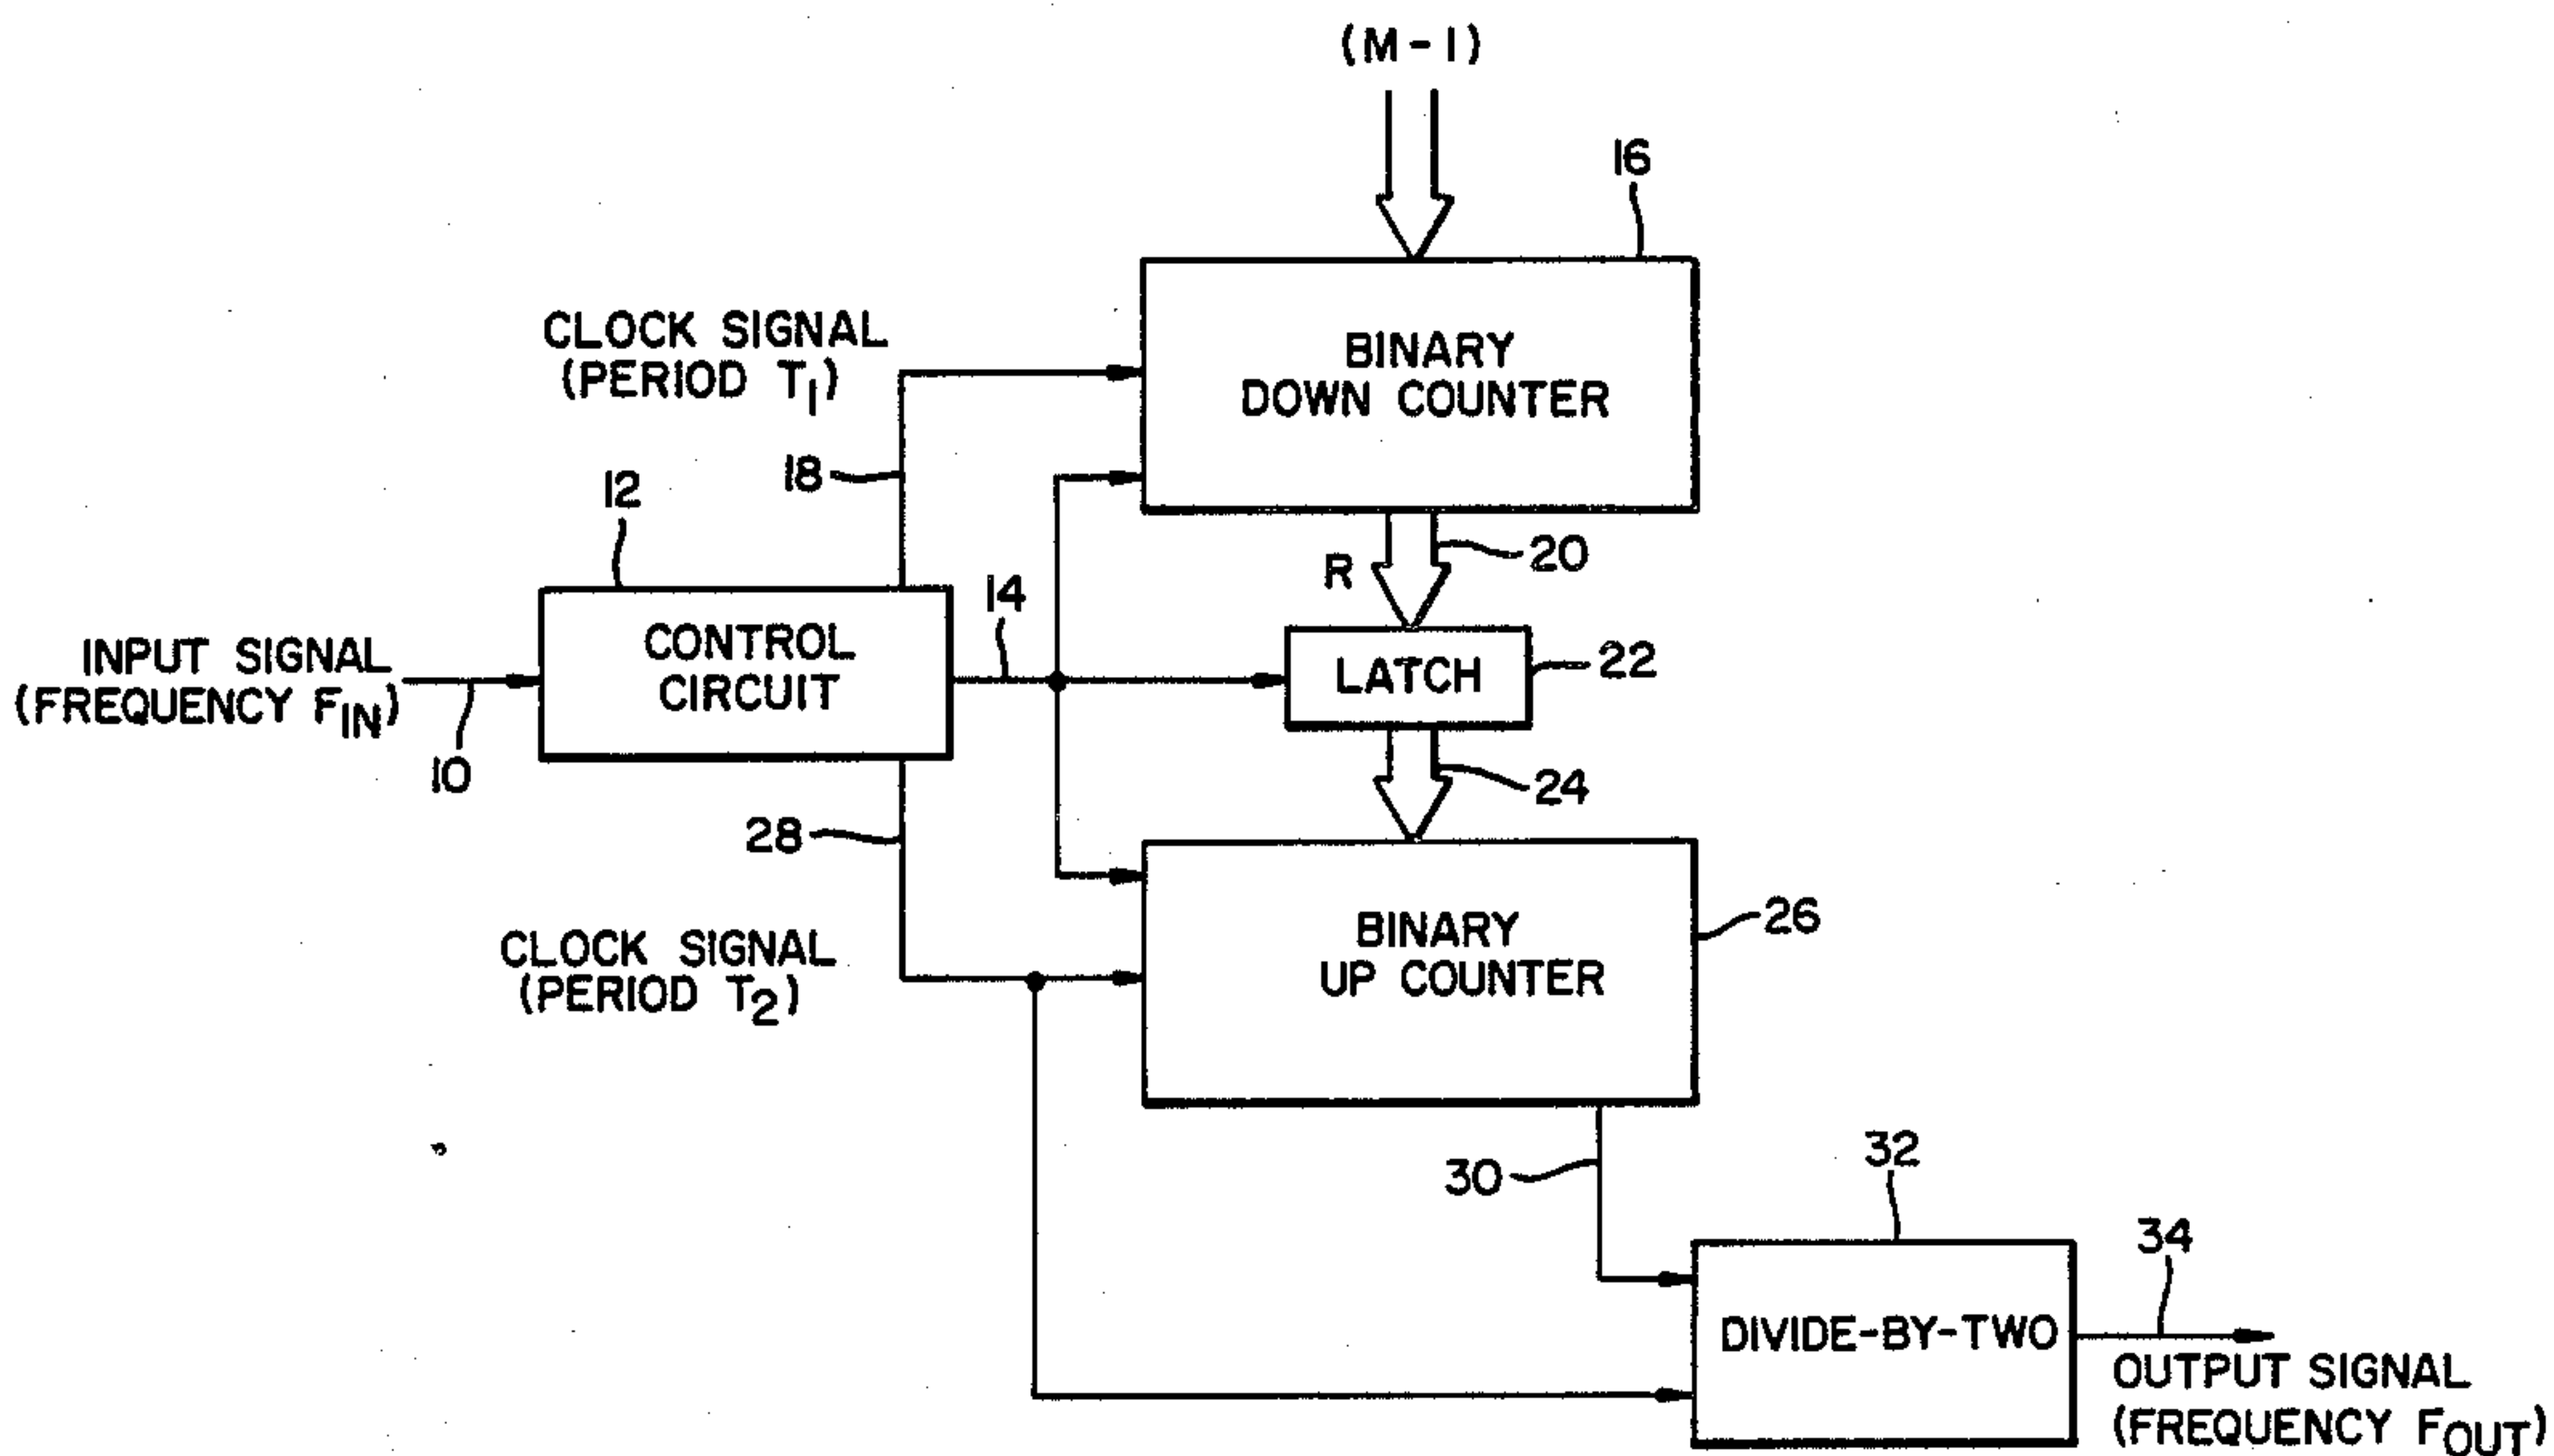 (M-1)
16
CLOCK SIGNAL
(PERIOD T1)
BINARY
DOWN COUNTER
18
12
20
R
14
INPUT SIGNAL
(FREQUENCY FIN)
CONTROL
CIRCUIT
LATCH
22
10
24
28
26
CLOCK SIGNAL
(PERIOD T2)
BINARY
UP COUNTER
30
32
34
DIVIDE-BY-TWO
OUTPUT SIGNAL
(FREQUENCY FOUT)